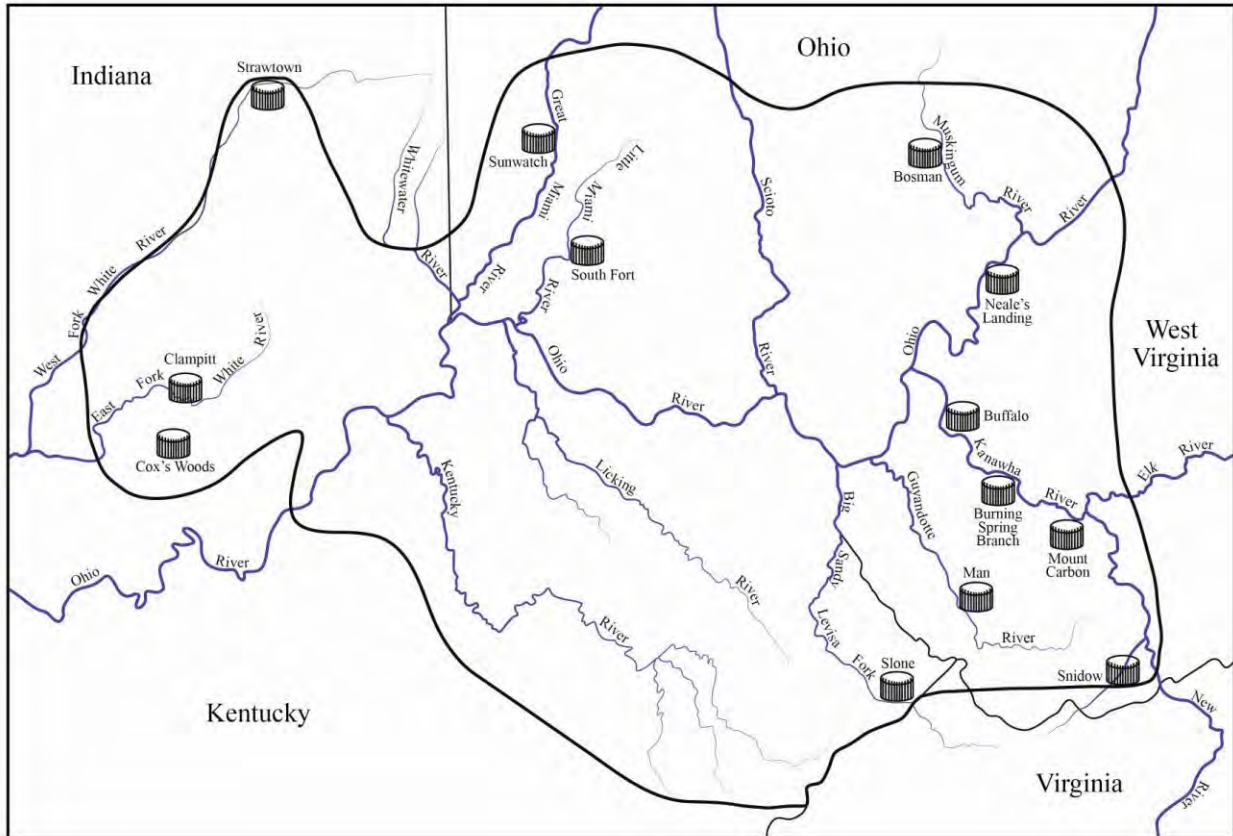 Indiana
Strawtown
Ohio
Great
Miami
River
Sunwatch
Little
Miami
River
South Fort
Whitewater
River
Scioto
River
Muskingum
River
Bosman
River
Neale's
Landing
Ohio
West
Virginia
West
Fork
White
River
Clampitt
East
Fork
White
River
Cox's Woods
Ohio
River
Buffalo
Kanawha
River
Elk
River
Burning
Spring
Branch
Mount
Carbon
Guyandotte
River
Man
Big
Sandy
Levisa
Fork
Slone
Snidow
New
River
Kentucky
River
Licking
River
Ohio
River
Kentucky
Virginia